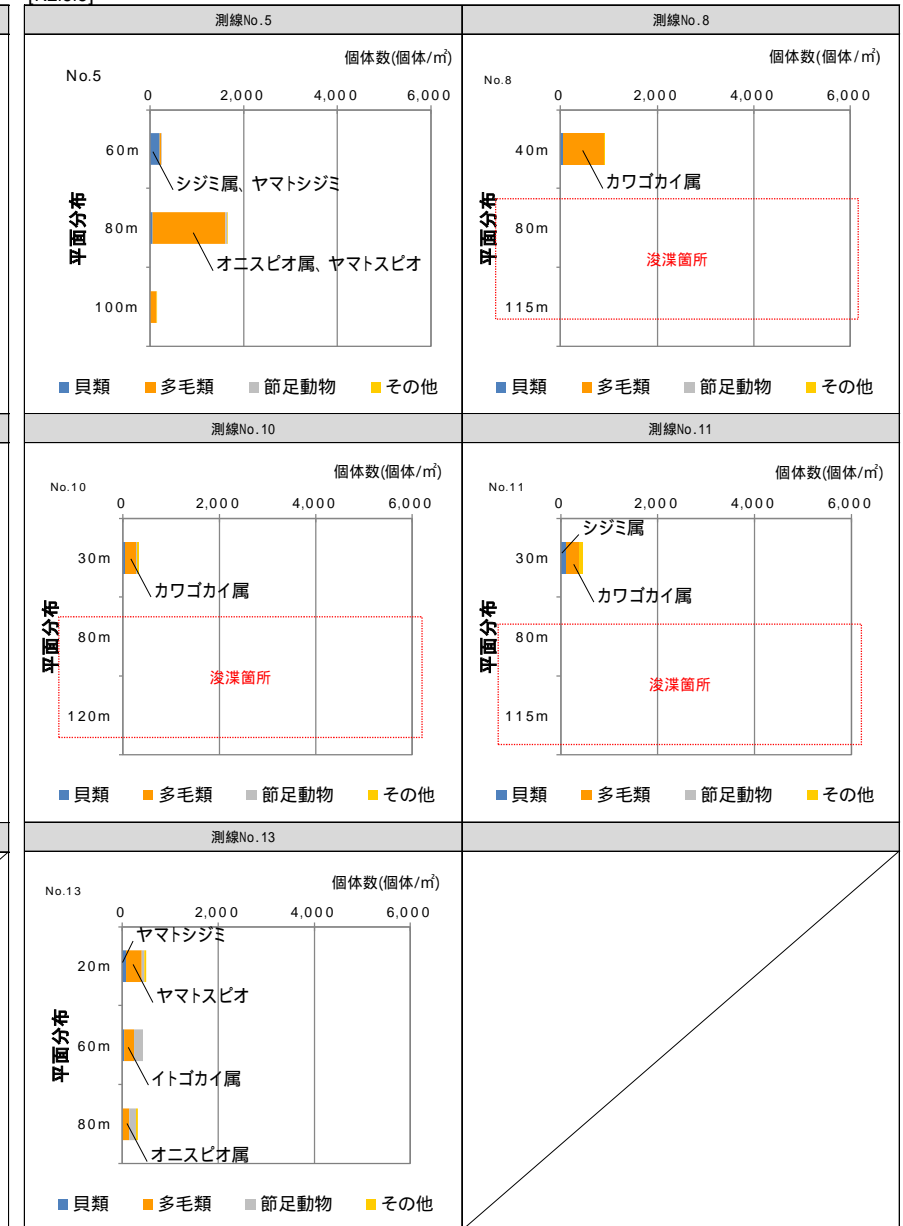 測線No.5
個体数(個体/㎡)
No.5
0 2,000 4,000 6,000
60m
シジミ属、ヤマトシジミ
平面分布
80m
オニスピオ属、ヤマトスピオ
100m
貝類 多毛類 節足動物 その他
測線No.8
個体数(個体/㎡)
No.8
0 2,000 4,000 6,000
40m
カワゴカイ属
平面分布
80m
浚渫箇所
115m
貝類 多毛類 節足動物 その他
測線No.10
個体数(個体/㎡)
No.10
0 2,000 4,000 6,000
30m
カワゴカイ属
平面分布
80m
浚渫箇所
120m
貝類 多毛類 節足動物 その他
測線No.11
個体数(個体/㎡)
No.11
0 2,000 4,000 6,000
シジミ属
30m
カワゴカイ属
平面分布
80m
浚渫箇所
115m
貝類 多毛類 節足動物 その他
測線No.13
個体数(個体/㎡)
No.13
0 2,000 4,000 6,000
ヤマトシジミ
20m
ヤマトスピオ
平面分布
60m
イトゴカイ属
80m
オニスピオ属
貝類 多毛類 節足動物 その他